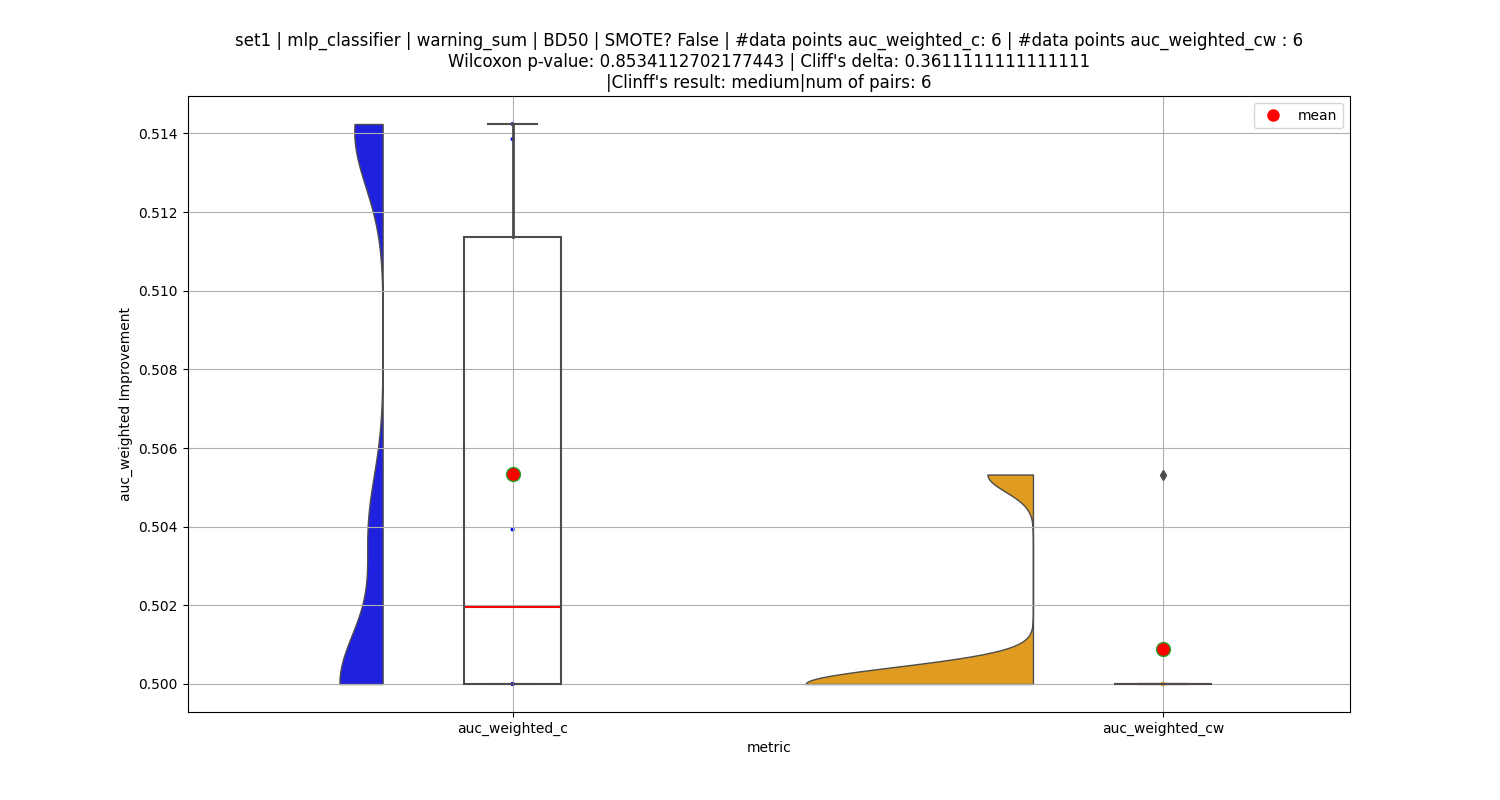 set1 | mlp_classifier | warning_sum | BD50 | SMOTE? False | #data points auc_weighted_c: 6 | #data points auc_weighted_cw : 6
Wilcoxon p-value: 0.8534112702177443 | Cliff's delta: 0.3611111111111111
|Clinff's result: medium|num of pairs: 6
mean
0.514
0.512
0.510
0.508
0.506
0.504
0.502
0.500
auc_weighted Improvement
auc_weighted_c
auc_weighted_cw
metric